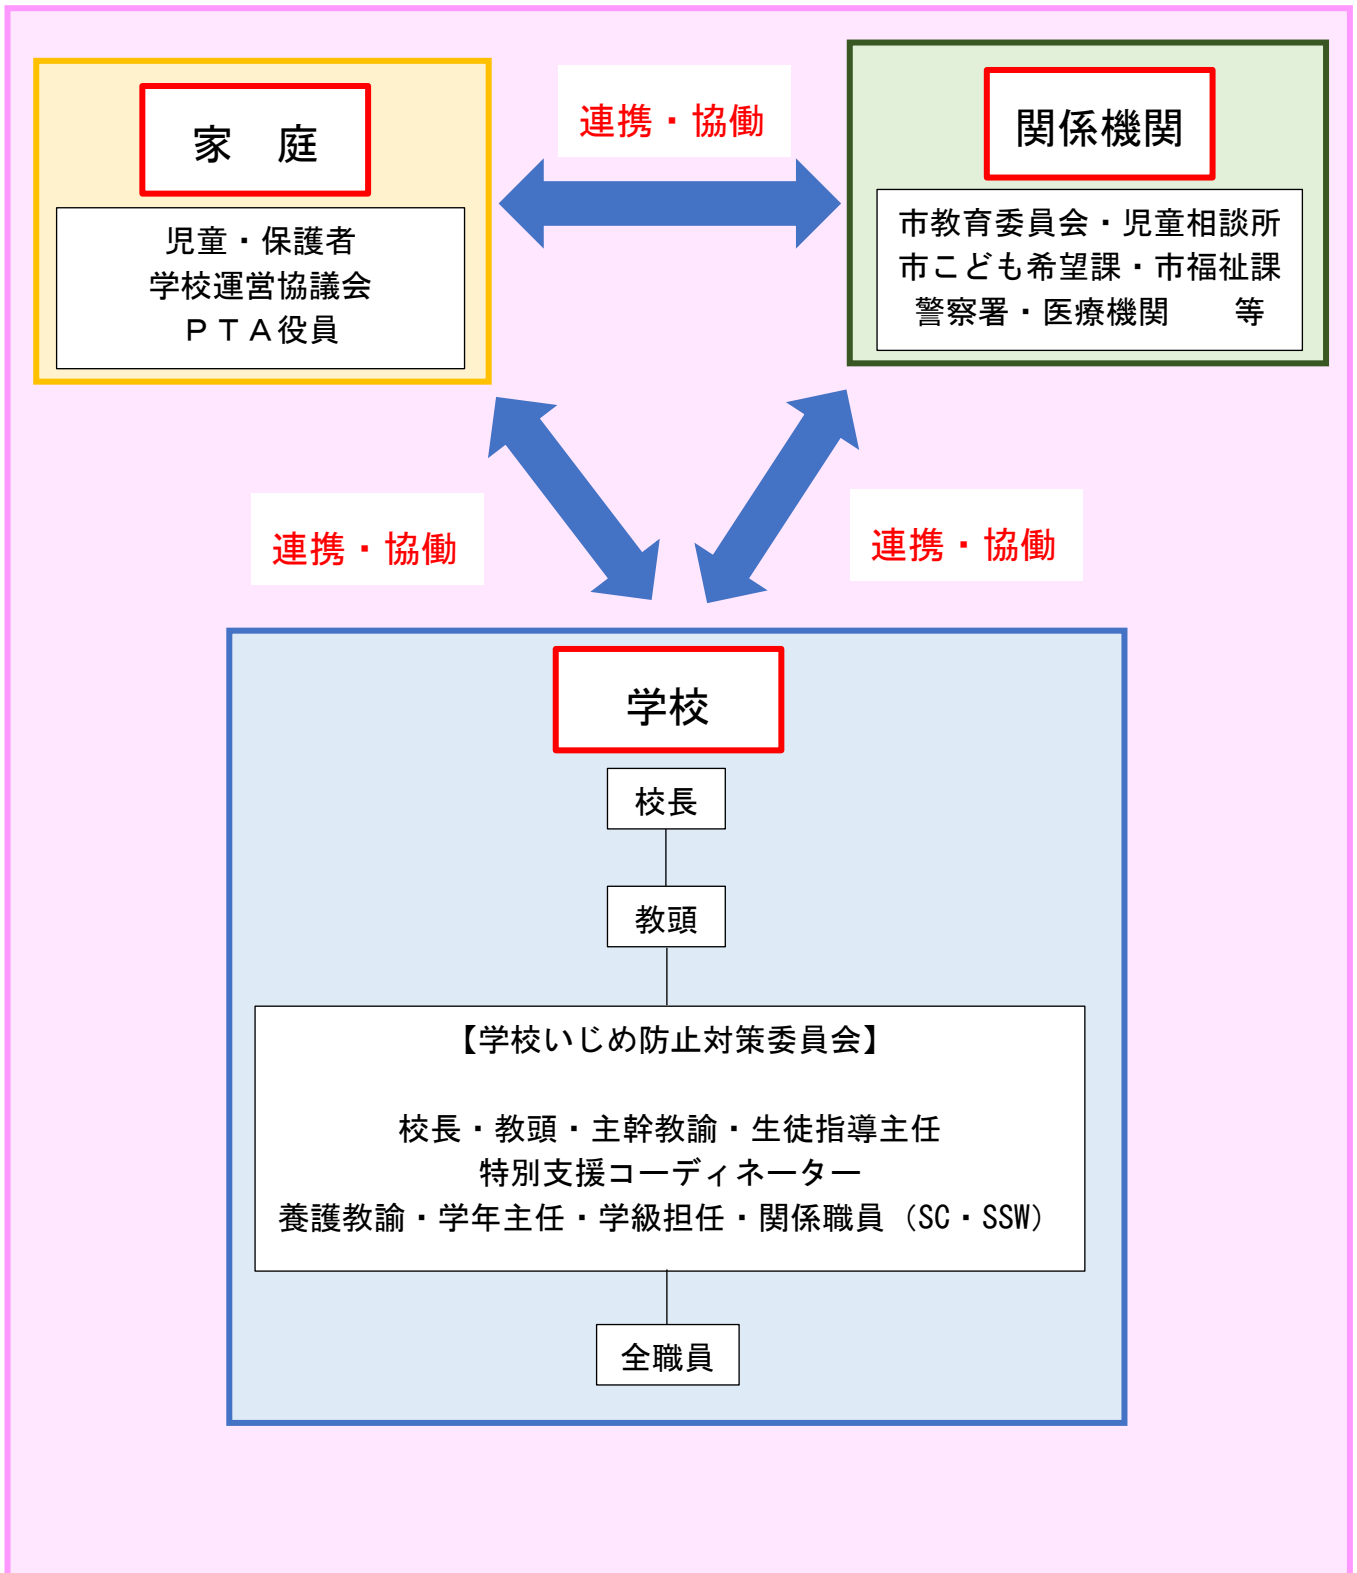 家　庭
児童・保護者
学校運営協議会
ＰＴＡ役員
連携・協働
関係機関
市教育委員会・児童相談所
市こども希望課・市福祉課
警察署・医療機関　　等
連携・協働
連携・協働
学校
校長
教頭
【学校いじめ防止対策委員会】
校長・教頭・主幹教諭・生徒指導主任
特別支援コーディネーター
養護教諭・学年主任・学級担任・関係職員（SC・SSW）
全職員